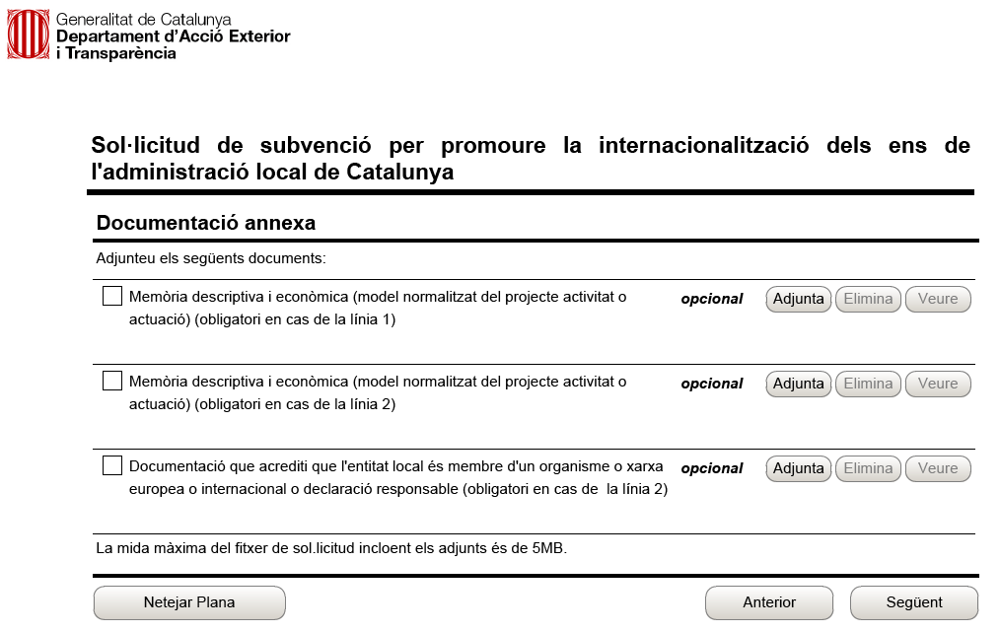 Generalitat de Catalunya
Departament d'Acció Exterior
i Transparència
Sol·licitud de subvenció per promoure la internacionalització dels ens de
l'administració local de Catalunya
Documentació annexa
Adjunteu els següents documents:
Memòria descriptiva i econòmica (model normalitzat del projecte activitat o
actuació) (obligatori en cas de la línia 1)
opcional
Adjunta
Elimina
Veure
Memòria descriptiva i econòmica (model normalitzat del projecte activitat o
actuació) (obligatori en cas de la línia 2)
opcional
Adjunta
Elimina
Veure
Documentació que acrediti que l'entitat local és membre d'un organisme o xarxa
europea o internacional o declaració responsable (obligatori en cas de  la línia 2)
opcional
Adjunta
Elimina
Veure
La mida màxima del fitxer de sol.licitud incloent els adjunts és de 5MB.
Netejar Plana
Anterior
Següent